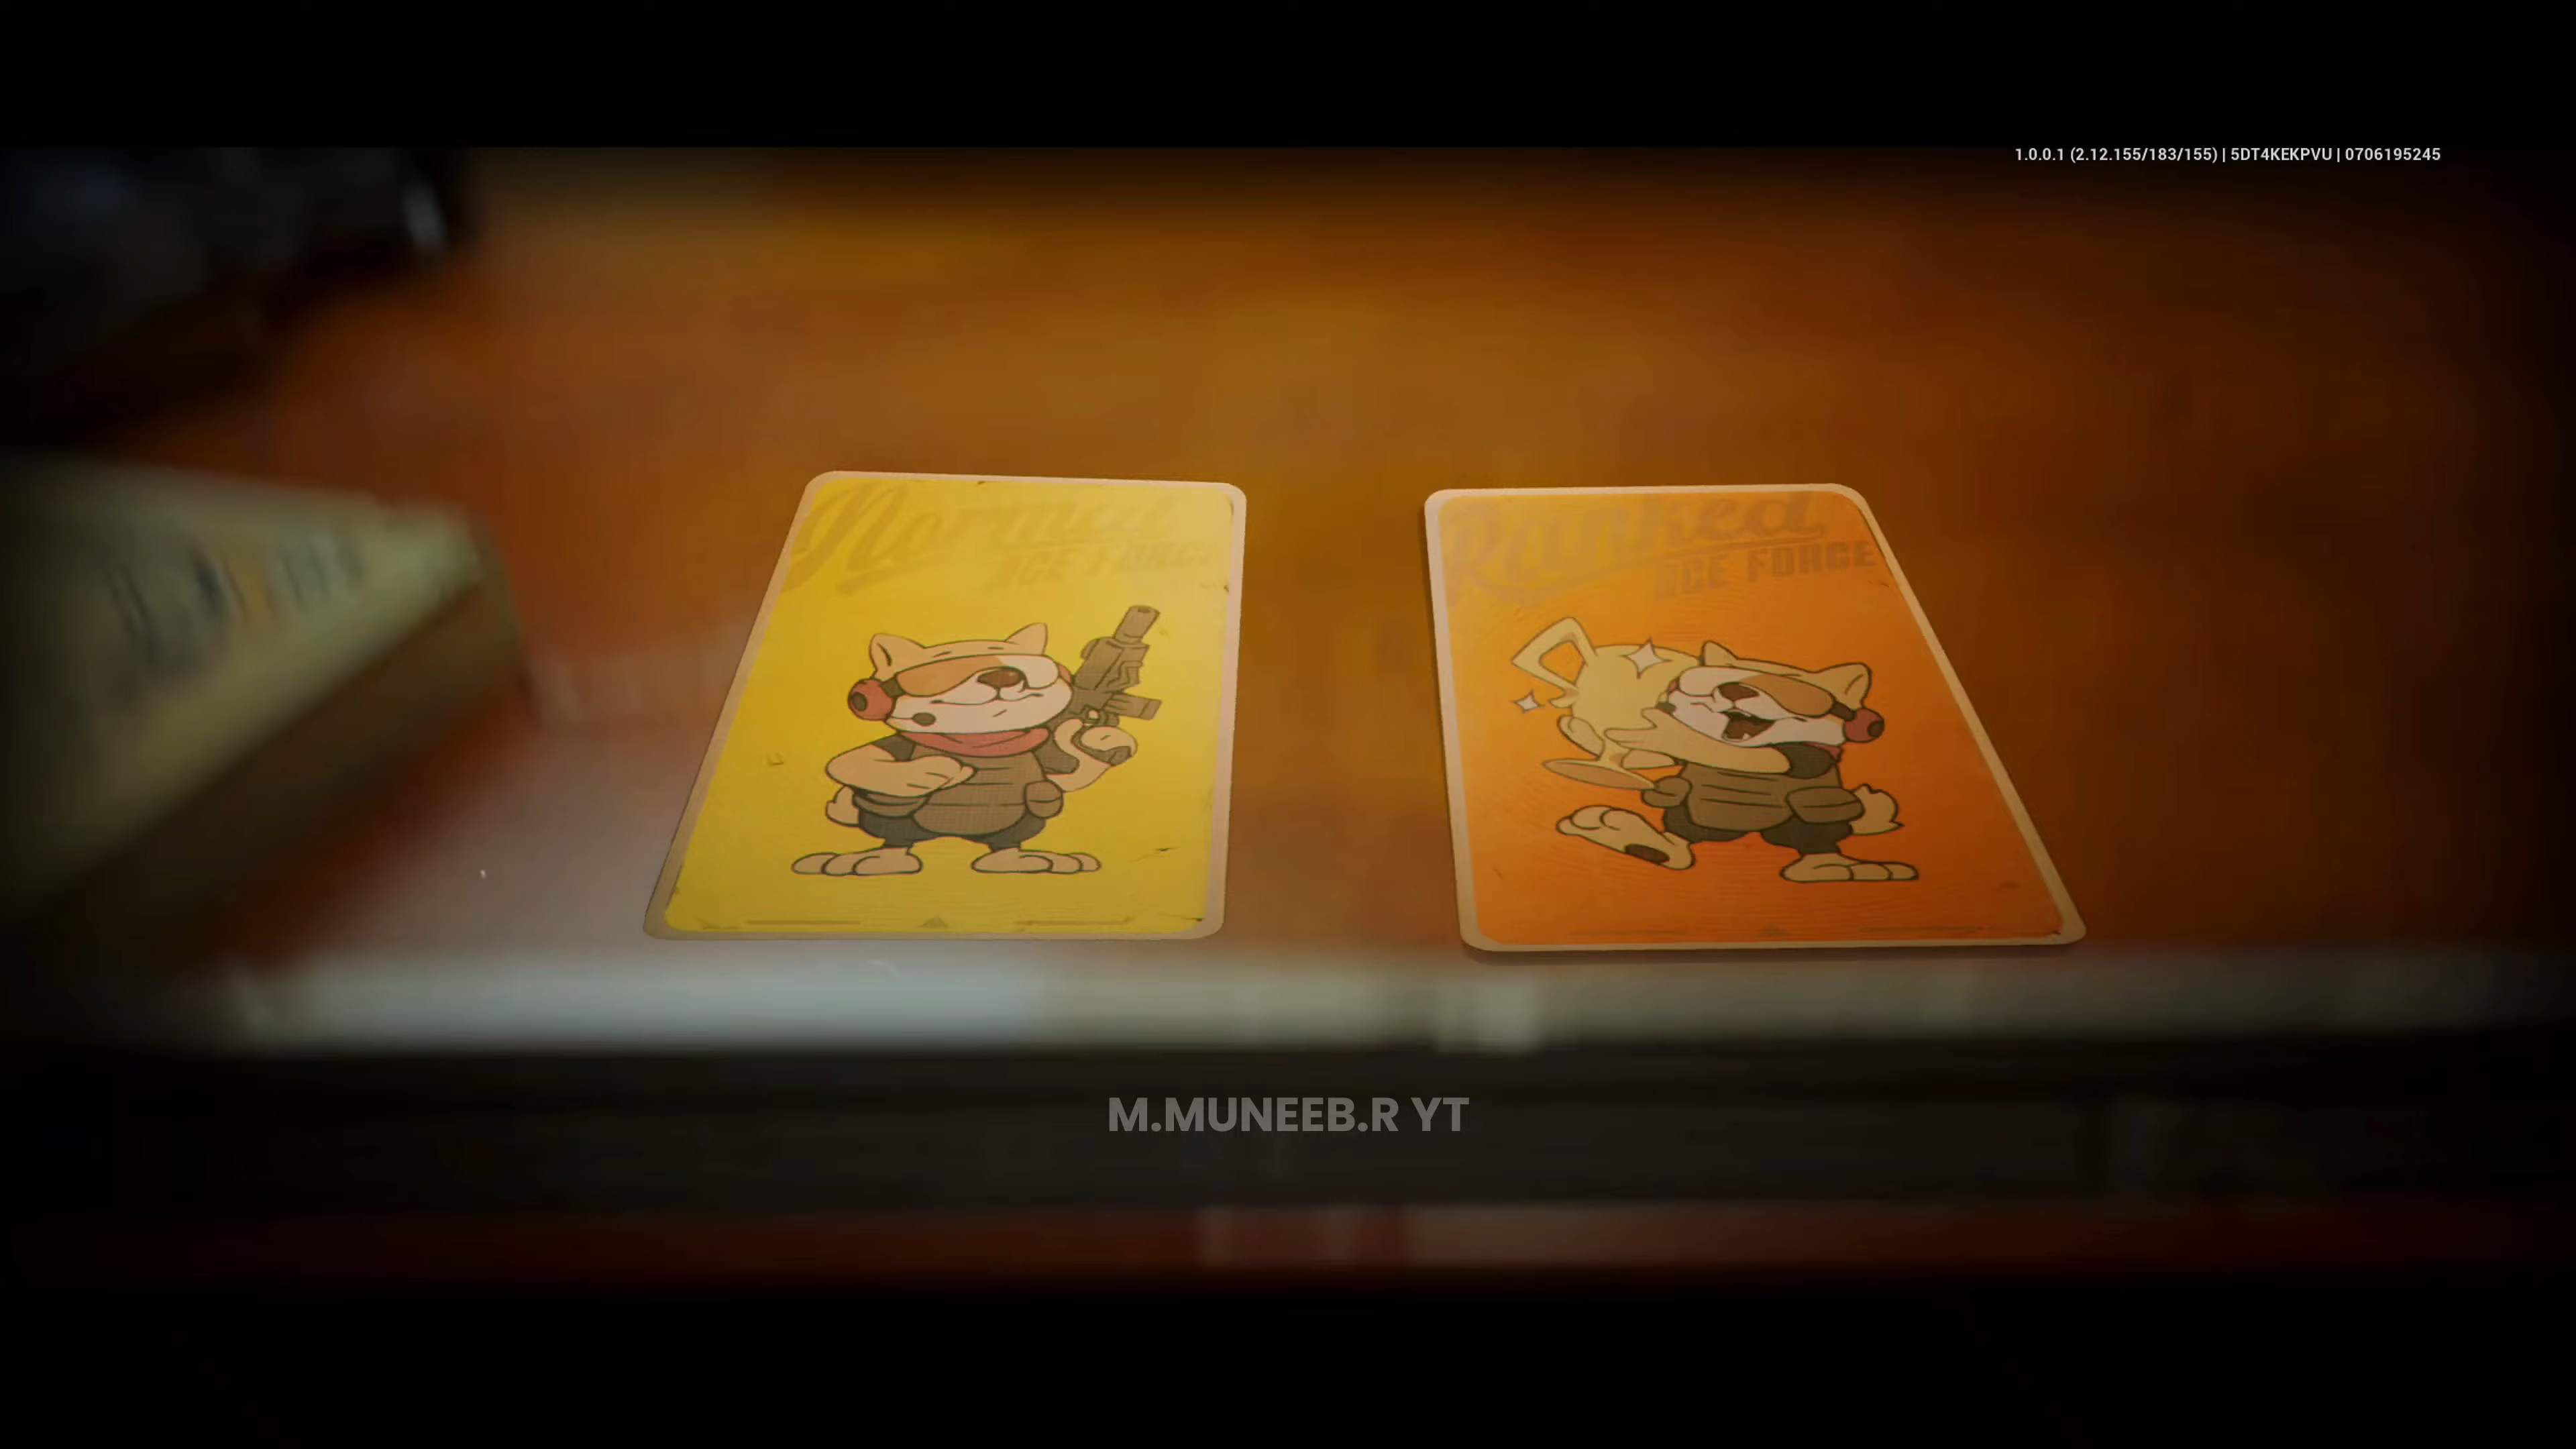 1.0.0.1 (2.12.155/183/155) | 5DT4KEKPVU | 0706195245
Normal
ACE FORCE
Ranked
ACE FORCE
M.MUNEEB.R YT